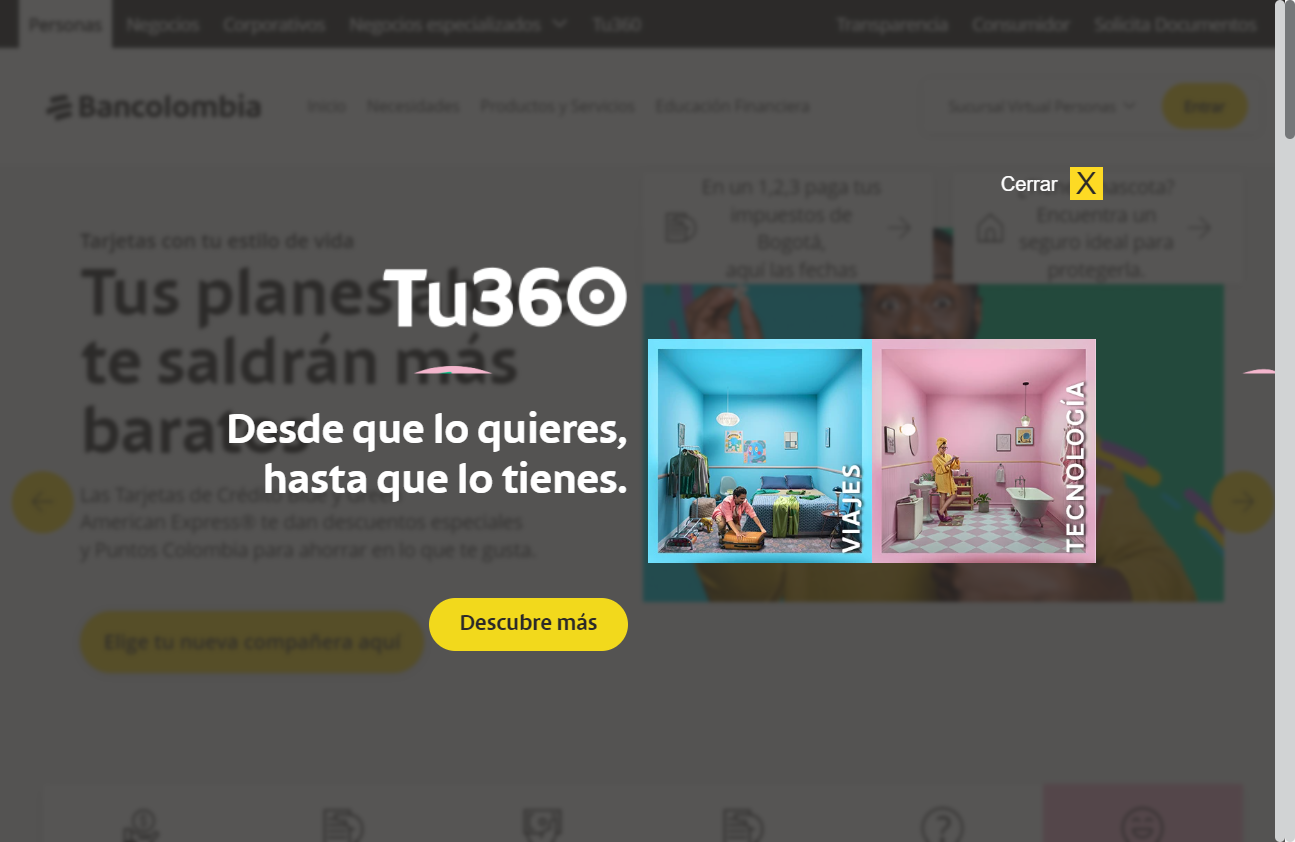 Personas Negocios Corporativos Negocios especializados Tu360 Transparencia Consumidor Solicita Documentos
Bancolombia Inicio Necesidades Productos y Servicios Educación Financiera Sucursal Virtual Personas Entrar
Cerrar X
En un 1,2,3 paga tus
impuestos de
Bogotá,
aquí las fechas
mascota?
Encuentra un
seguro ideal para
protegerla.
Tarjetas con tu estilo de vida
Tus planes
te saldrán más
baratos
Tu360
Desde que lo quieres,
hasta que lo tienes.
VIAJES
TECNOLOGÍA
Las Tarjetas de Crédito
American Express® te dan descuentos especiales
y Puntos Colombia para ahorrar en lo que te gusta.
Descubre más
Elige tu nueva compañera aquí